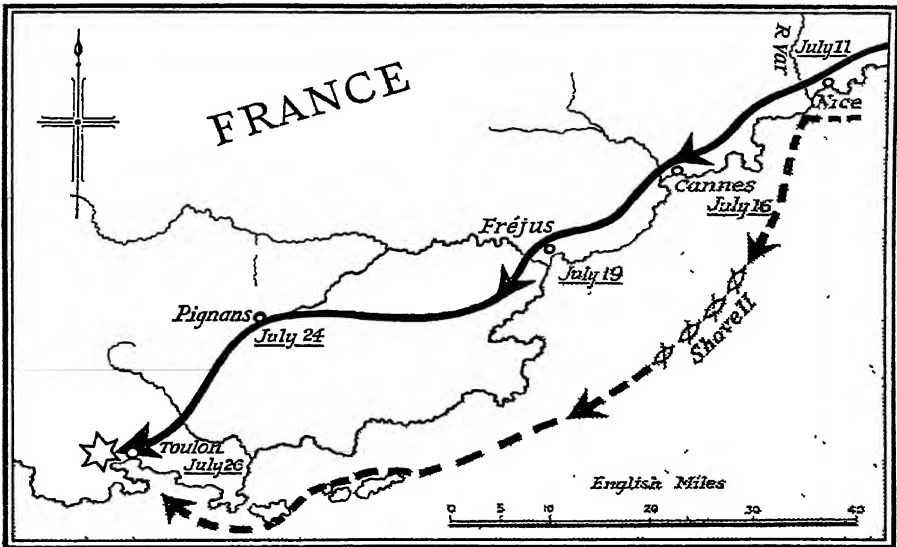 FRANCE
R Var
July 11
Nice
Cannes
July 16
Fréjus
July 19
Shovell
Pignans
July 24
Toulon
July 26
English Miles
0 5 10 20 30 40